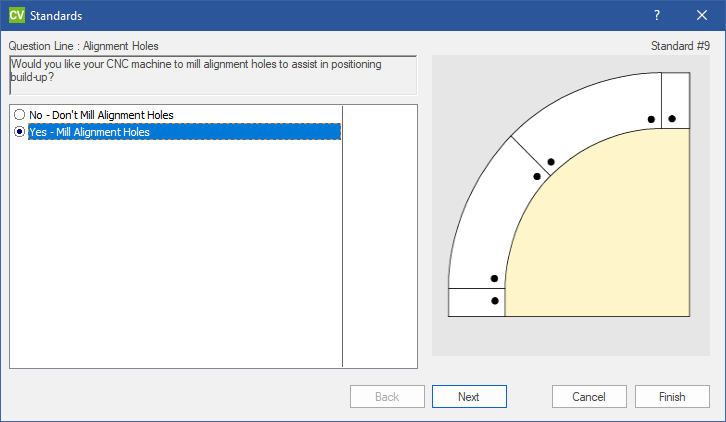 CV Standards
Question Line : Alignment Holes
Standard #9
Would you like your CNC machine to mill alignment holes to assist in positioning
build-up?
No - Don't Mill Alignment Holes
Yes - Mill Alignment Holes
Back
Next
Cancel
Finish